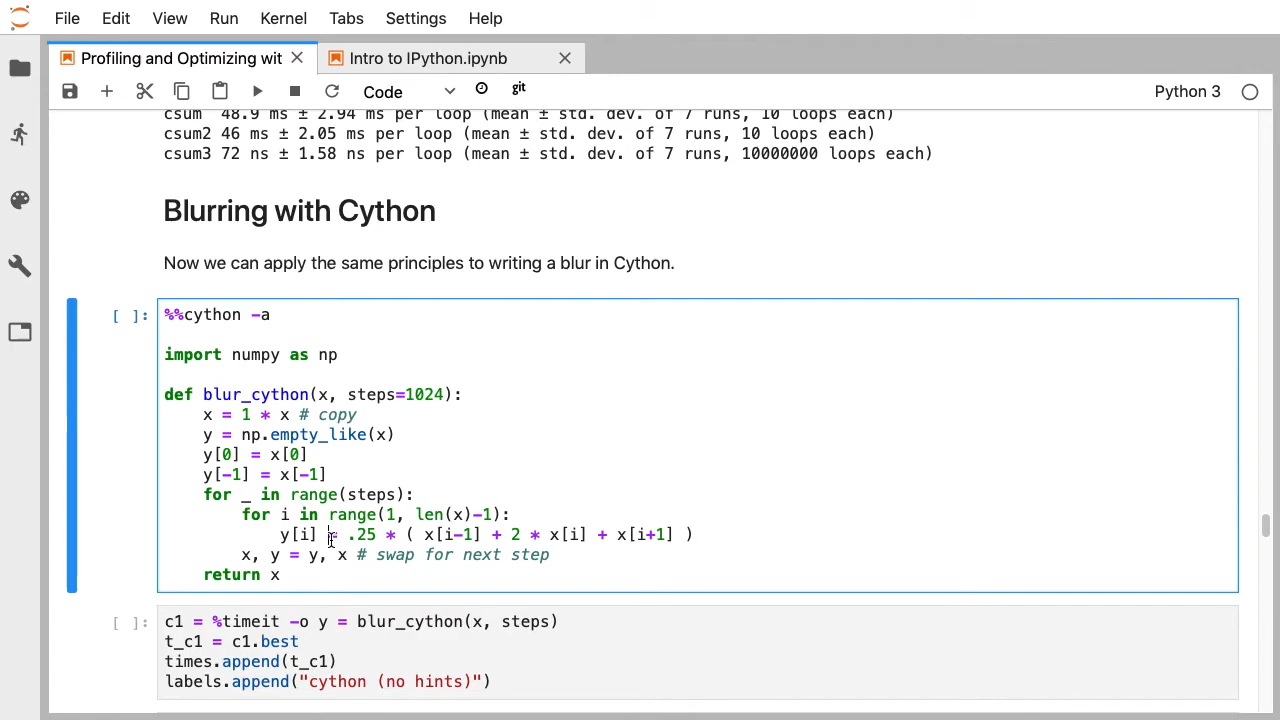 File Edit View Run Kernel Tabs Settings Help
Profiling and Optimizing wit
Intro to IPython.ipynb
Code
git
Python 3
csum 48.9 ms ± 2.94 ms per loop (mean ± std. dev. of 7 runs, 10 loops each)
csum2 46 ms ± 2.05 ms per loop (mean ± std. dev. of 7 runs, 10 loops each)
csum3 72 ns ± 1.58 ns per loop (mean ± std. dev. of 7 runs, 10000000 loops each)
Blurring with Cython
Now we can apply the same principles to writing a blur in Cython.
[ ]: %%cython -a
import numpy as np
def blur_cython(x, steps=1024):
x = 1 * x # copy
y = np.empty_like(x)
y[0] = x[0]
y[-1] = x[-1]
for _ in range(steps):
for i in range(1, len(x)-1):
y[i] = .25 * ( x[i-1] + 2 * x[i] + x[i+1] )
x, y = y, x # swap for next step
return x
[ ]: c1 = %timeit -o y = blur_cython(x, steps)
t_c1 = c1.best
times.append(t_c1)
labels.append("cython (no hints)")